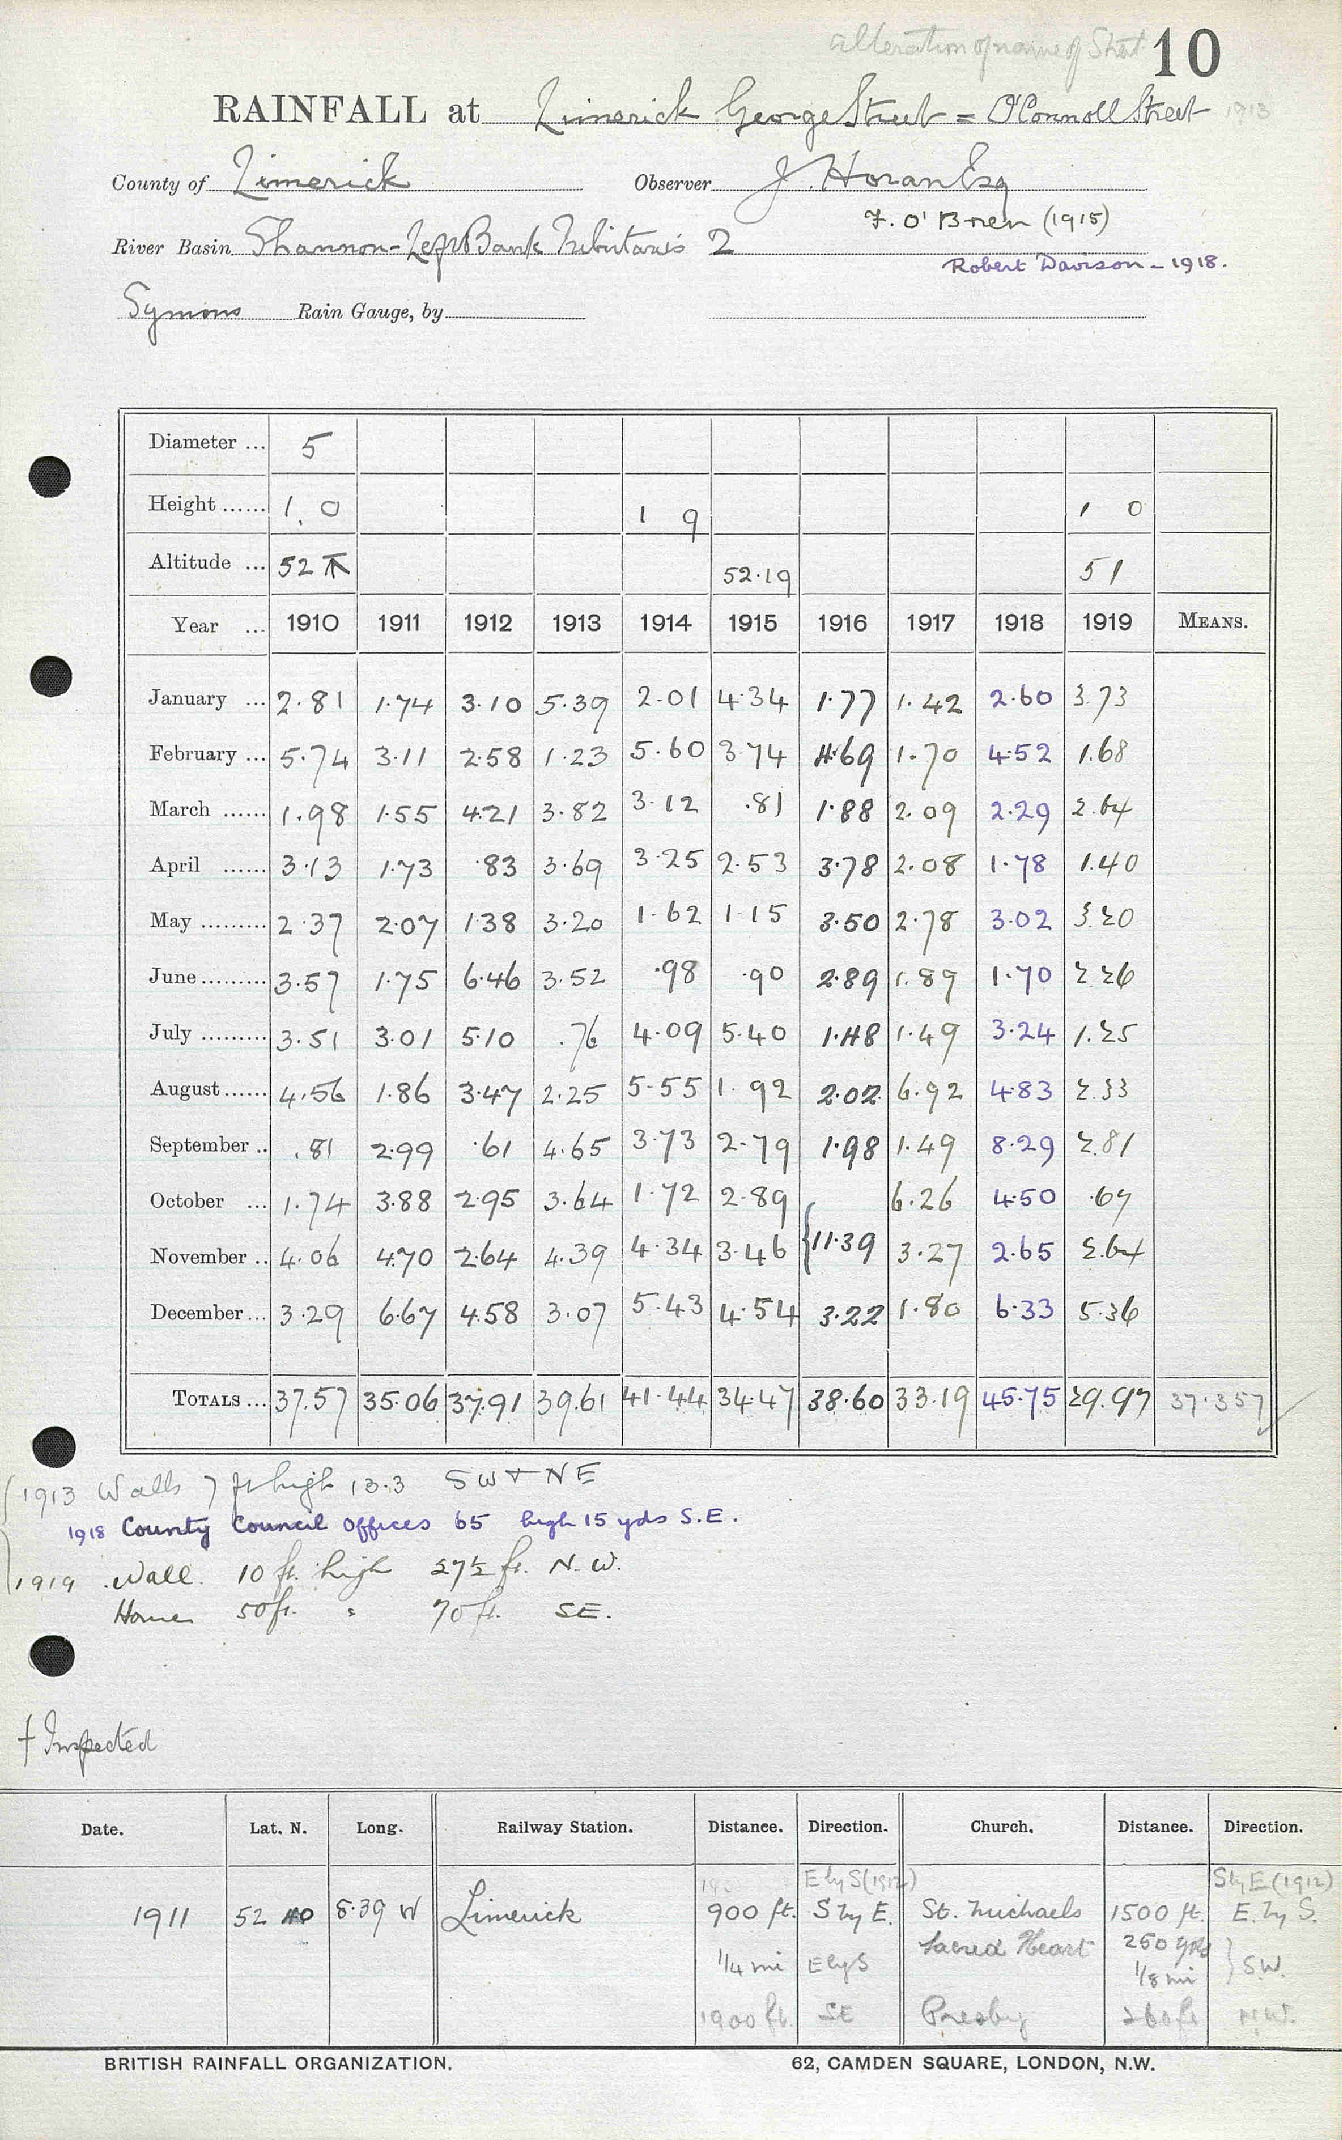 alteration of name of Street 10
RAINFALL at Limerick George Street = O'Connell Street 1913
County of Limerick Observer J. Horan Esq
F. O'Brien (1915)
River Basin Shannon-Left Bank Tributaries 2
Robert Davison - 1918.
Symons Rain Gauge, by
Diameter ... 5
Height ...... 1. 0 1 9 1 0
Altitude ... 52 52.19 51
Year ... 1910 1911 1912 1913 1914 1915 1916 1917 1918 1919 MEANS.
January ... 2.81 1.74 3.10 5.39 2.01 4.34 1.77 1.42 2.60 3.73
February ... 5.74 3.11 2.58 1.23 5.60 3.74 4.69 1.70 4.52 1.68
March ...... 1.98 1.55 4.21 3.82 3.12 .81 1.88 2.09 2.29 2.64
April ...... 3.13 1.73 .83 3.69 3.25 2.53 3.78 2.08 1.78 1.40
May ......... 2.37 2.07 1.38 3.20 1.62 1.15 3.50 2.78 3.02 3.20
June ......... 3.57 1.75 6.46 3.52 .98 .90 2.89 1.89 1.70 2.26
July ......... 3.51 3.01 5.10 .76 4.09 5.40 1.48 1.49 3.24 1.25
August ...... 4.56 1.86 3.47 2.25 5.55 1.92 2.02 6.92 4.83 2.33
September .. .81 2.99 .61 4.65 3.73 2.79 1.98 1.49 8.29 2.81
October ... 1.74 3.88 2.95 3.64 1.72 2.89 6.26 4.50 .67
November .. 4.06 4.70 2.64 4.39 4.34 3.46 {11.39 3.27 2.65 2.64
December ... 3.29 6.67 4.58 3.07 5.43 4.54 3.22 1.80 6.33 5.36
TOTALS ... 37.57 35.06 37.91 39.61 41.44 34.47 38.60 33.19 45.75 29.97 37.357
1913 Walls 7 ft high 13.3 SW + NE
1918 County Council Offices 65 high 15 yds S.E.
1919 Wall. 10 ft. high 27½ ft. N.W.
House 50 ft. " 70 ft. SE.
† Inspected
Date. Lat. N. Long. Railway Station. Distance. Direction. Church. Distance. Direction.
E by S (1912) S by E (1912)
1911 52 40 8.39 W Limerick 900 ft. S by E. St. Michaels 1500 ft. E. by S.
Sacred Heart 250 yds
1/4 mi E by S 1/8 mi } S.W.
1900 ft. SE Presby 260 ft N.W.
BRITISH RAINFALL ORGANIZATION. 62, CAMDEN SQUARE, LONDON, N.W.